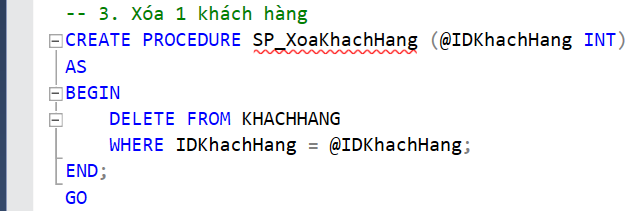 -- 3. Xóa 1 khách hàng
CREATE PROCEDURE SP_XoaKhachHang (@IDKhachHang INT)
AS
BEGIN
DELETE FROM KHACHHANG
WHERE IDKhachHang = @IDKhachHang;
END;
GO